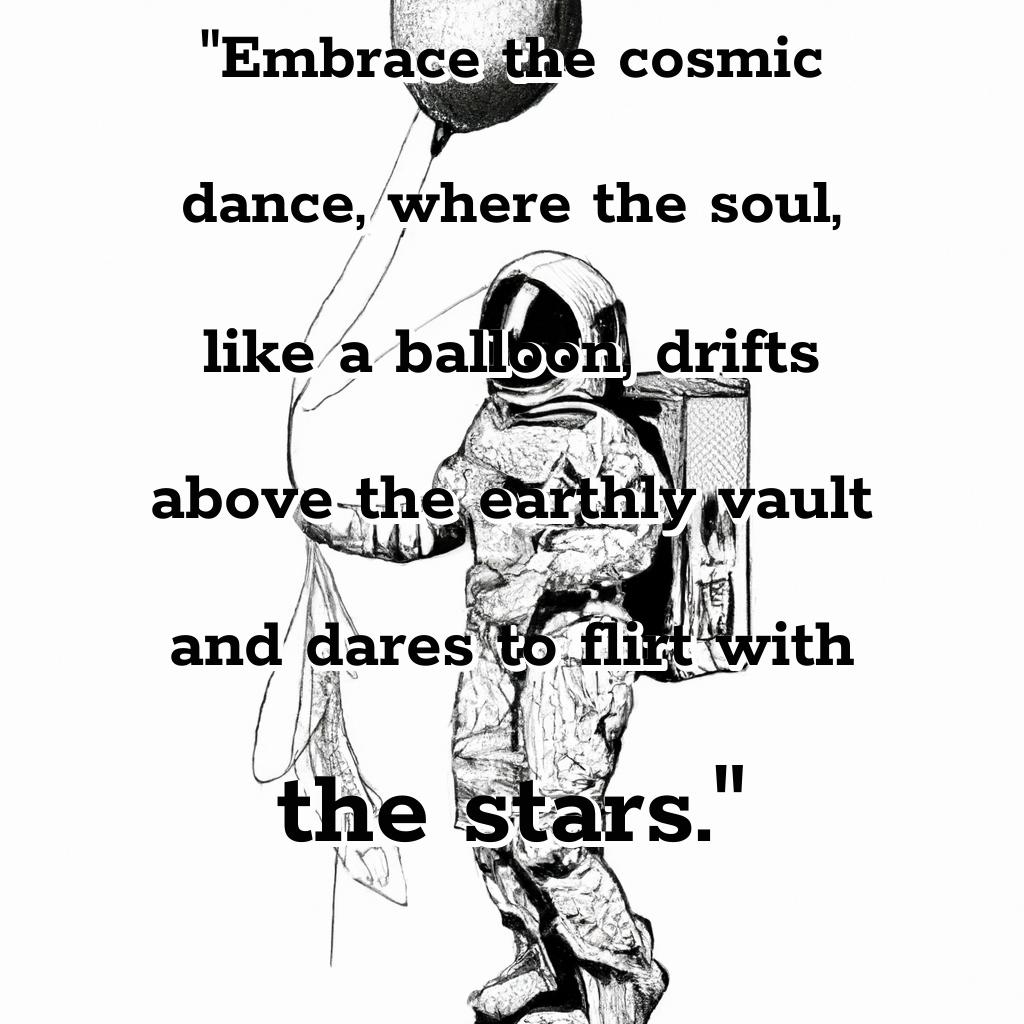 "Embrace the cosmic
dance, where the soul,
like a balloon, drifts
above the earthly vault
and dares to flirt with
the stars."